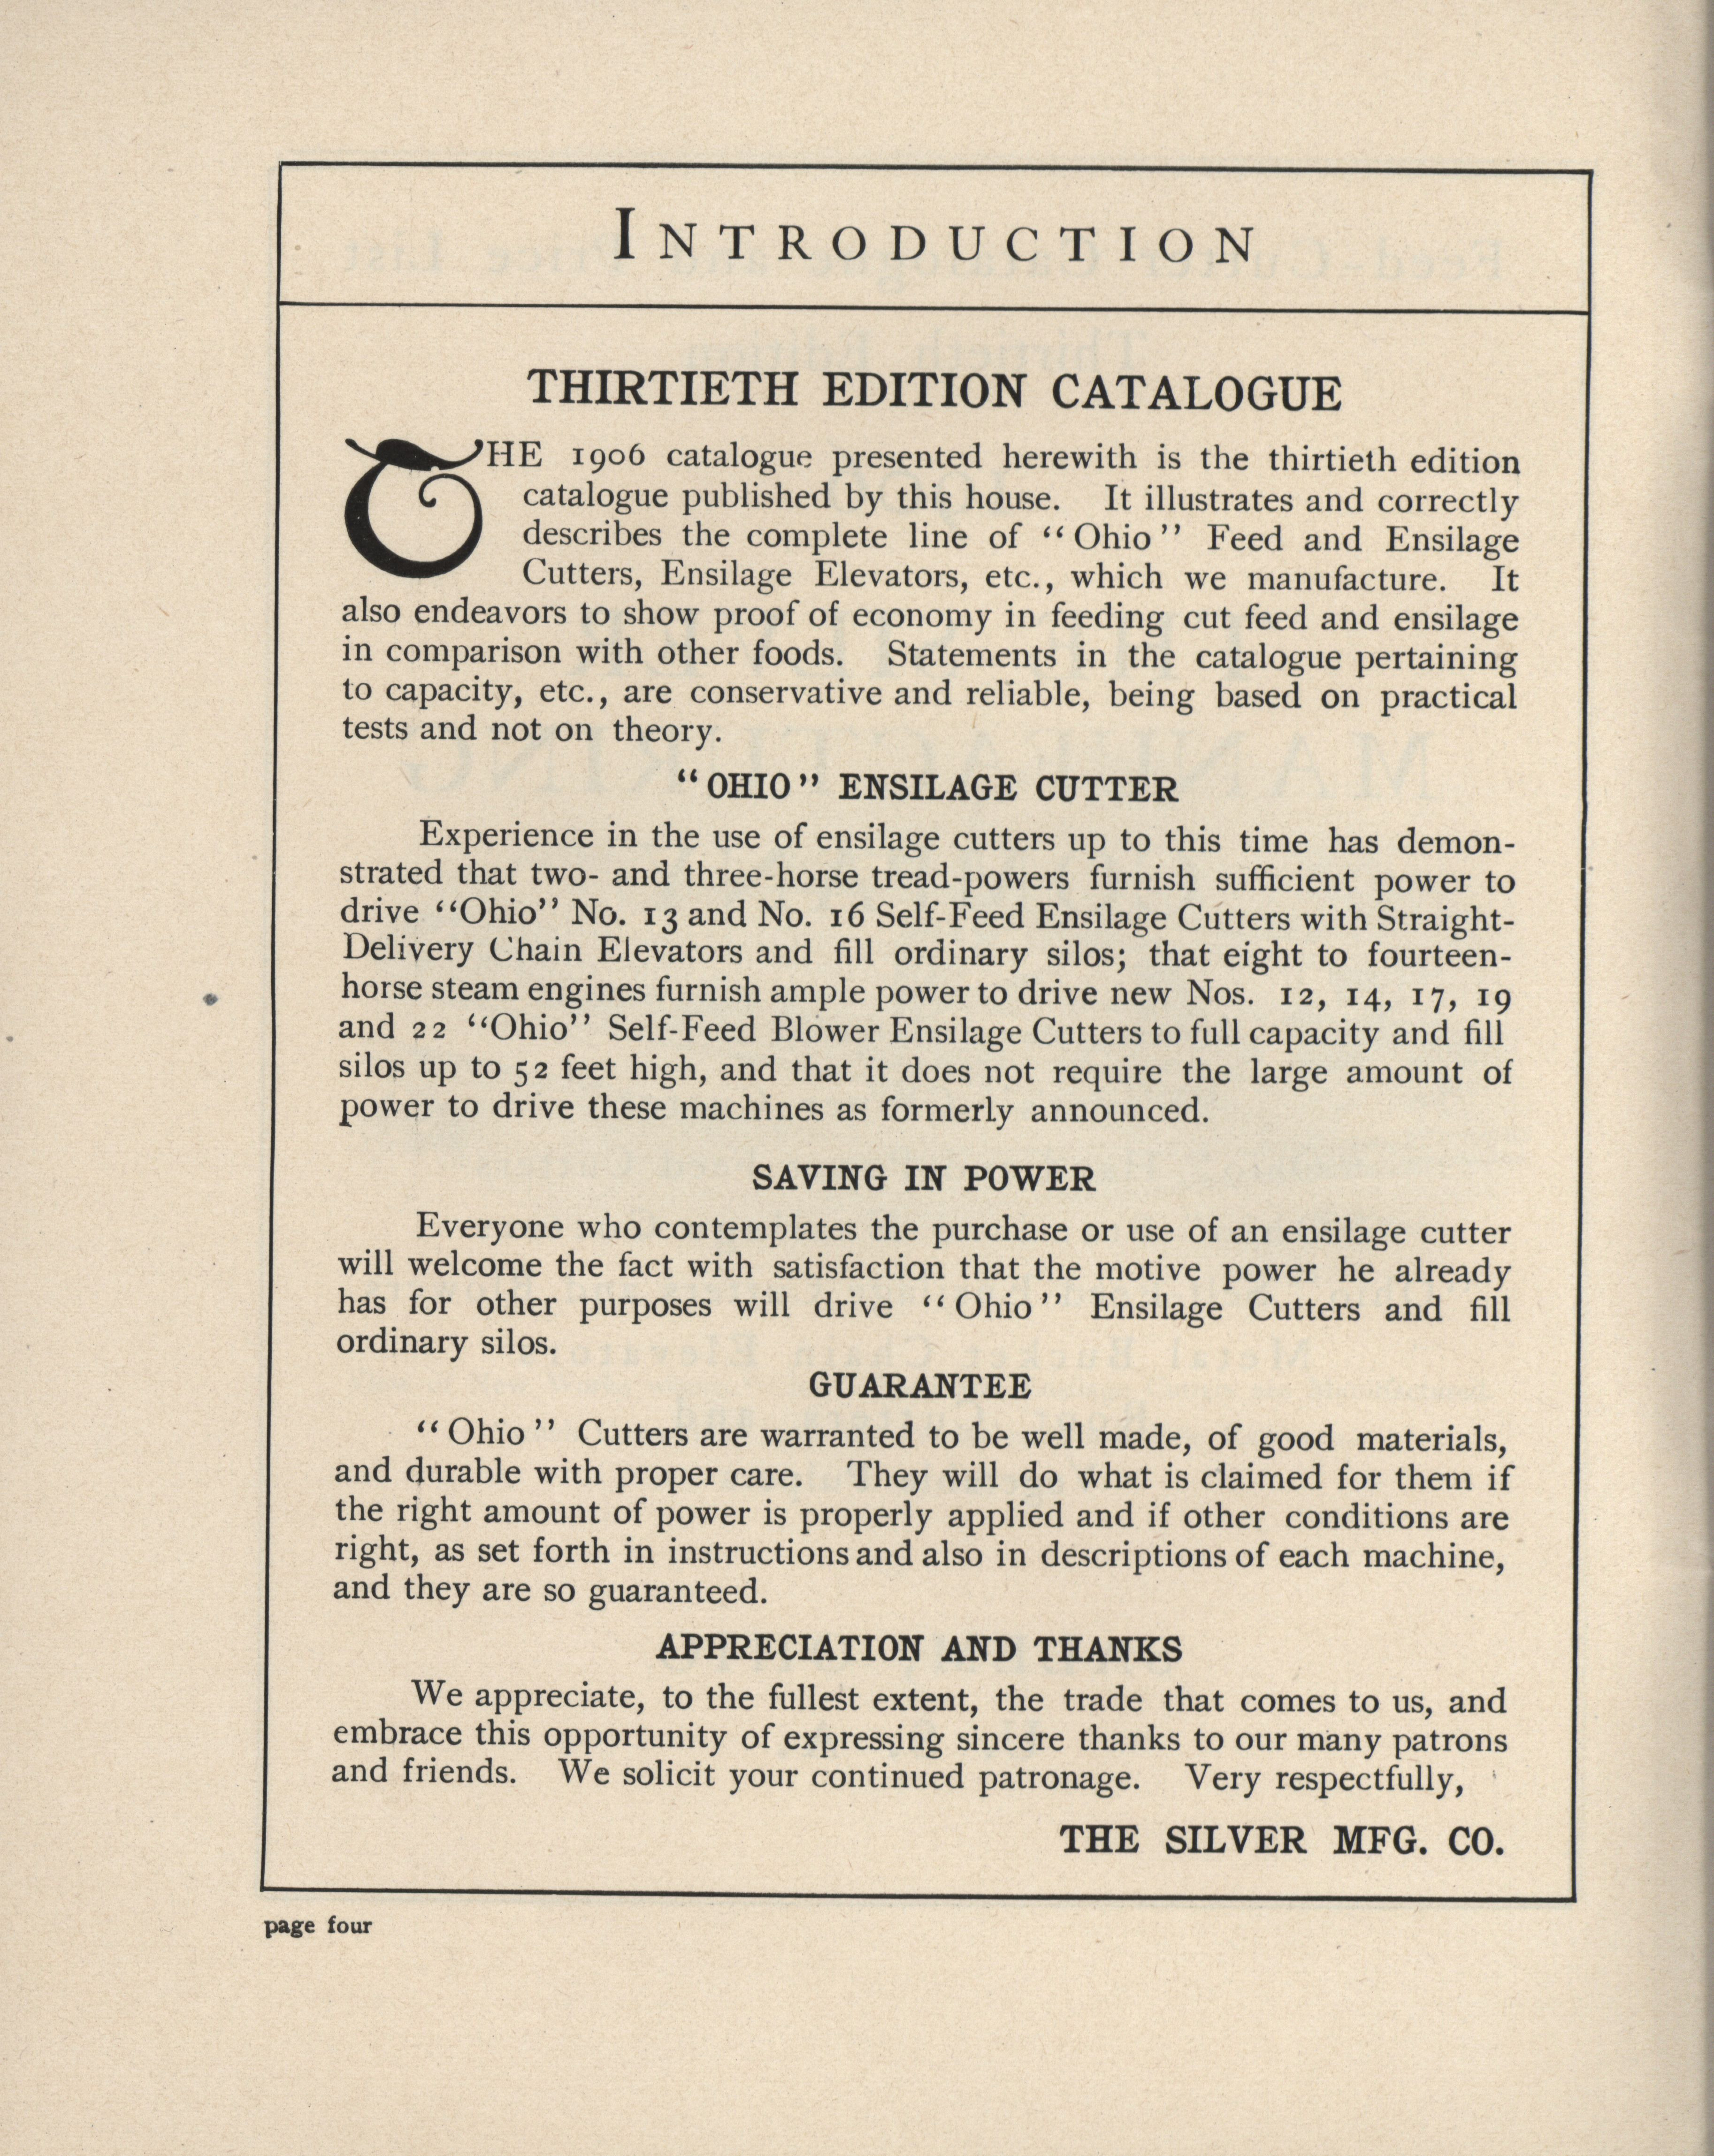 INTRODUCTION
THIRTIETH EDITION CATALOGUE
THE 1906 catalogue presented herewith is the thirtieth edition
catalogue published by this house. It illustrates and correctly
describes the complete line of “Ohio” Feed and Ensilage
Cutters, Ensilage Elevators, etc., which we manufacture. It
also endeavors to show proof of economy in feeding cut feed and ensilage
in comparison with other foods. Statements in the catalogue pertaining
to capacity, etc., are conservative and reliable, being based on practical
tests and not on theory.
“OHIO” ENSILAGE CUTTER
Experience in the use of ensilage cutters up to this time has demon-
strated that two- and three-horse tread-powers furnish sufficient power to
drive “Ohio” No. 13 and No. 16 Self-Feed Ensilage Cutters with Straight-
Delivery Chain Elevators and fill ordinary silos; that eight to fourteen-
horse steam engines furnish ample power to drive new Nos. 12, 14, 17, 19
and 22 “Ohio” Self-Feed Blower Ensilage Cutters to full capacity and fill
silos up to 52 feet high, and that it does not require the large amount of
power to drive these machines as formerly announced.
SAVING IN POWER
Everyone who contemplates the purchase or use of an ensilage cutter
will welcome the fact with satisfaction that the motive power he already
has for other purposes will drive “Ohio” Ensilage Cutters and fill
ordinary silos.
GUARANTEE
“Ohio” Cutters are warranted to be well made, of good materials,
and durable with proper care. They will do what is claimed for them if
the right amount of power is properly applied and if other conditions are
right, as set forth in instructions and also in descriptions of each machine,
and they are so guaranteed.
APPRECIATION AND THANKS
We appreciate, to the fullest extent, the trade that comes to us, and
embrace this opportunity of expressing sincere thanks to our many patrons
and friends. We solicit your continued patronage. Very respectfully,
THE SILVER MFG. CO.
page four